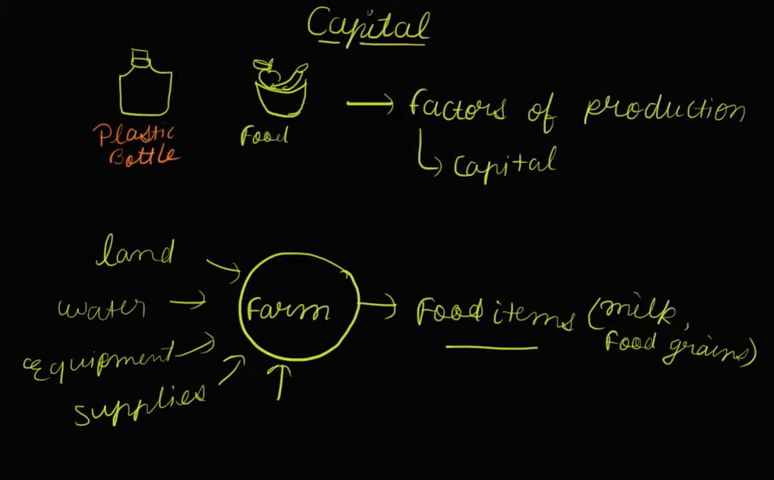 Capital
Plastic
Bottle
Food
factors of production
Capital
land
water
Equipment
supplies
Farm
Food items (milk,
Food grains)